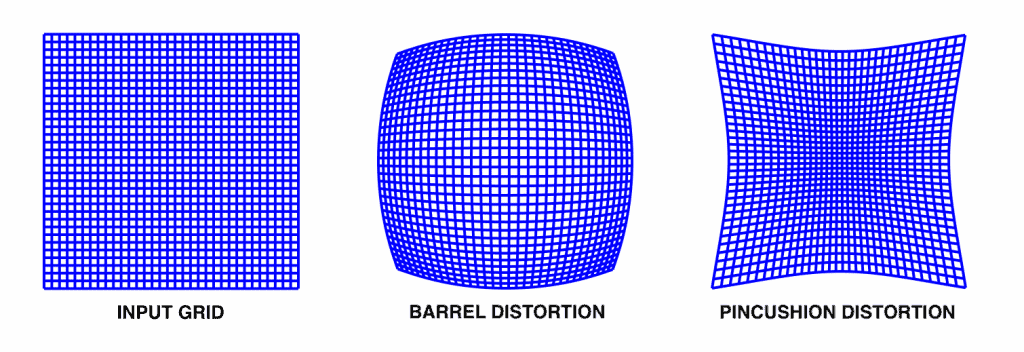 INPUT GRID
BARREL DISTORTION
PINCUSHION DISTORTION